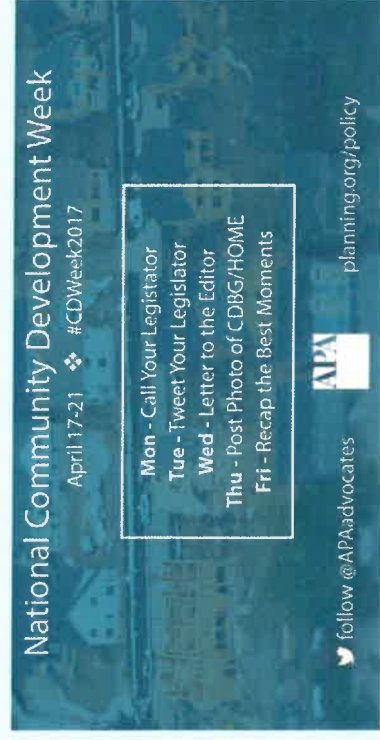 National Community Development Week
April 17-21 ❖ #CDWeek2017
Mon - Call Your Legistator
Tue - Tweet Your Legislator
Wed - Letter to the Editor
Thu - Post Photo of CDBG/HOME
Fri - Recap the Best Moments
follow @APAadvocates
APA
planning.org/policy